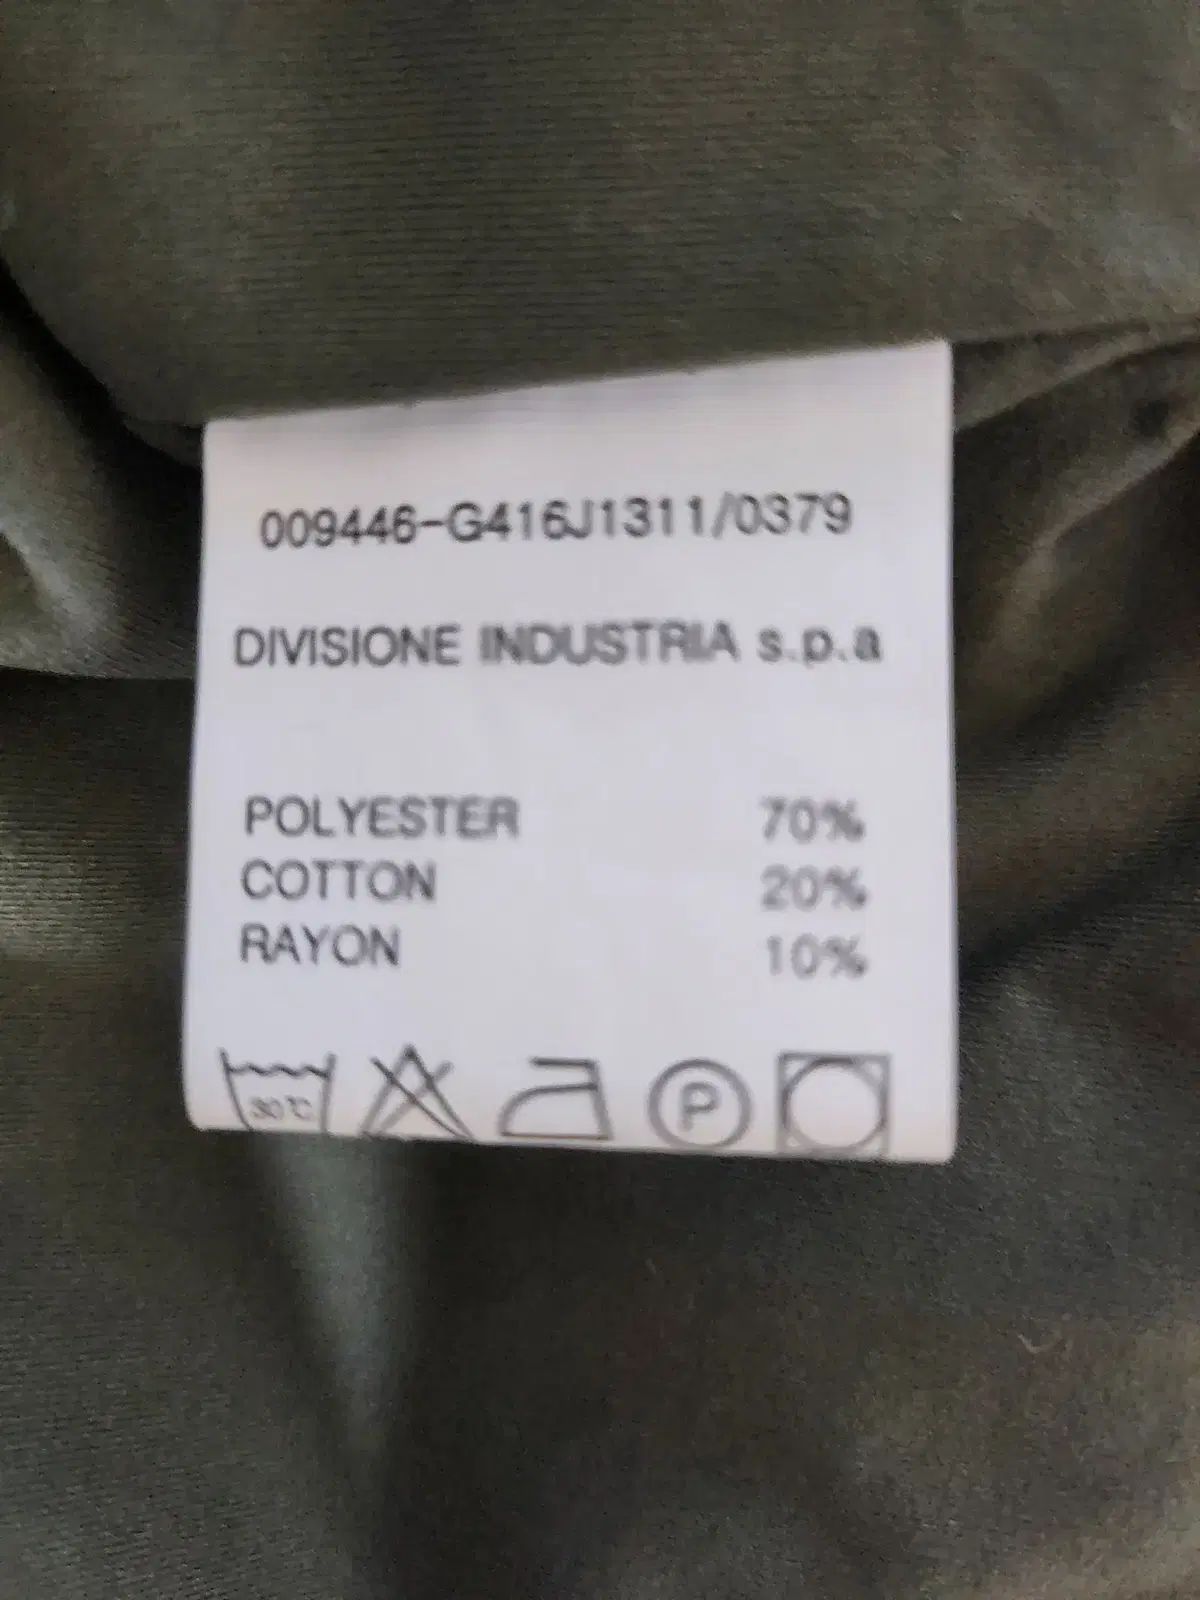 009446-G416J1311/0379
DIVISIONE INDUSTRIA s.p.a
POLYESTER 70%
COTTON 20%
RAYON 10%
30°C P